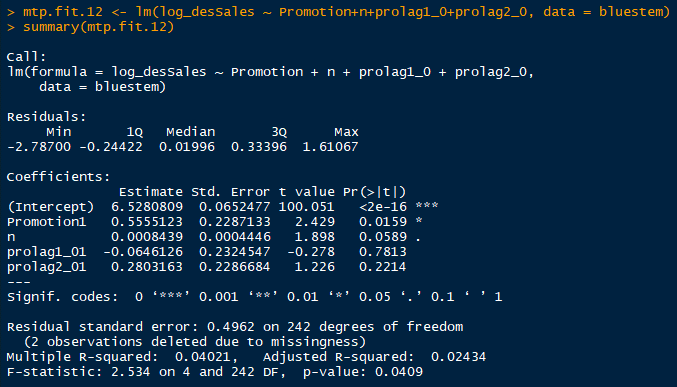 > mtp.fit.12 <- lm(log_desSales ~ Promotion+n+prolag1_0+prolag2_0, data = bluestem)
> summary(mtp.fit.12)
Call:
lm(formula = log_desSales ~ Promotion + n + prolag1_0 + prolag2_0,
    data = bluestem)
Residuals:
     Min       1Q   Median       3Q      Max
-2.78700 -0.24422  0.01996  0.33396  1.61067
Coefficients:
              Estimate Std. Error t value Pr(>|t|)
(Intercept)  6.5280809  0.0652477 100.051   <2e-16 ***
Promotion1   0.5555123  0.2287133   2.429   0.0159 *
n            0.0008439  0.0004446   1.898   0.0589 .
prolag1_01  -0.0646126  0.2324547  -0.278   0.7813
prolag2_01   0.2803163  0.2286684   1.226   0.2214
---
Signif. codes:  0 ‘***’ 0.001 ‘**’ 0.01 ‘*’ 0.05 ‘.’ 0.1 ‘ ’ 1
Residual standard error: 0.4962 on 242 degrees of freedom
  (2 observations deleted due to missingness)
Multiple R-squared:  0.04021,	Adjusted R-squared:  0.02434
F-statistic: 2.534 on 4 and 242 DF,  p-value: 0.0409